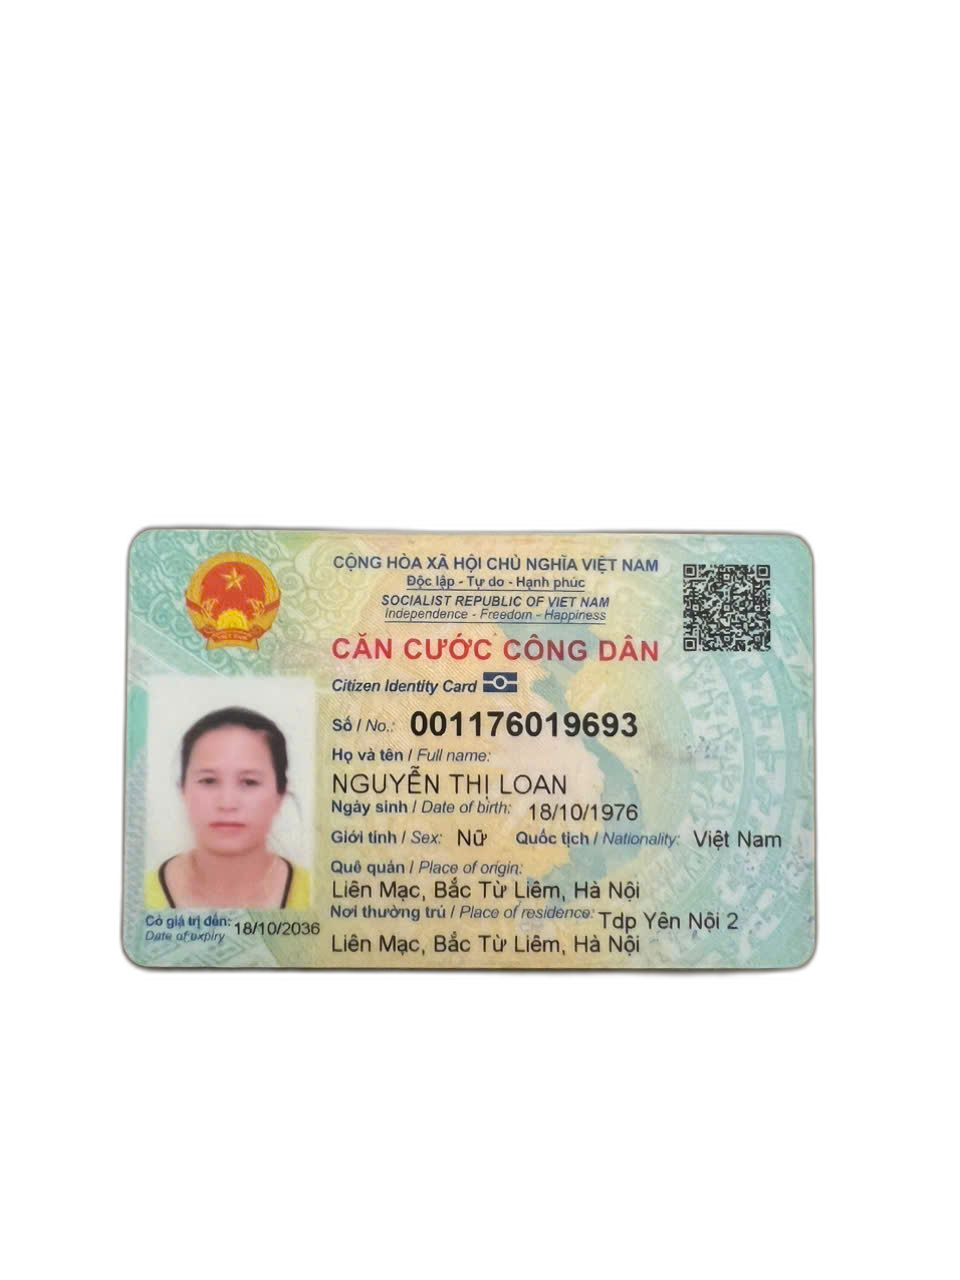 CỘNG HÒA XÃ HỘI CHỦ NGHĨA VIỆT NAM
Độc lập - Tự do - Hạnh phúc
SOCIALIST REPUBLIC OF VIET NAM
Independence - Freedom - Happiness
CĂN CƯỚC CÔNG DÂN
Citizen Identity Card
Số / No.: 001176019693
Họ và tên / Full name:
NGUYỄN THỊ LOAN
Ngày sinh / Date of birth: 18/10/1976
Giới tính / Sex: Nữ Quốc tịch / Nationality: Việt Nam
Quê quán / Place of origin:
Liên Mạc, Bắc Từ Liêm, Hà Nội
Nơi thường trú / Place of residence: Tdp Yên Nội 2
Liên Mạc, Bắc Từ Liêm, Hà Nội
Có giá trị đến: 18/10/2036
Date of expiry
VIỆT NAM